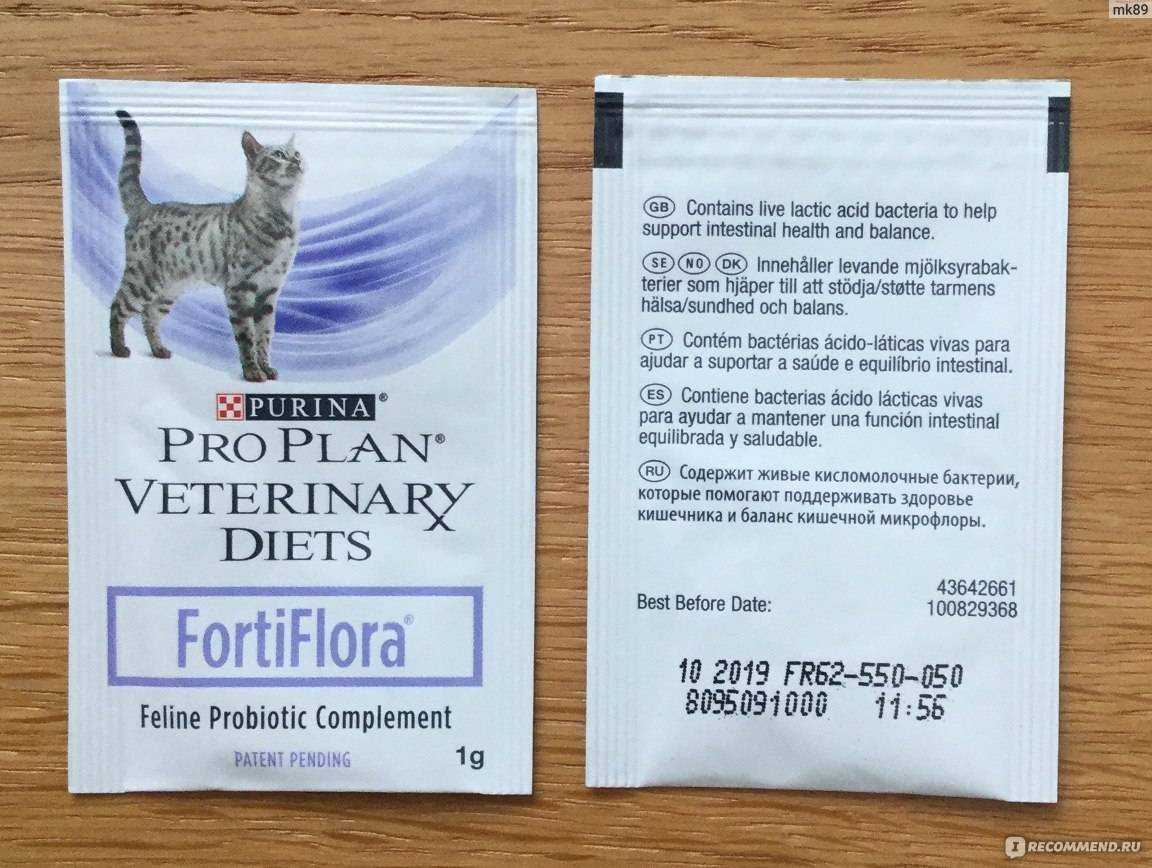 mk89
PURINA®
PRO PLAN®
VETERINARY
DIETS
FortiFlora®
Feline Probiotic Complement
PATENT PENDING
1g
GB Contains live lactic acid bacteria to help
support intestinal health and balance.
SE NO DK Innehåller levande mjölksyrabak-
terier som hjäper till att stödja/støtte tarmens
hälsa/sundhed och balans.
PT Contém bactérias ácido-láticas vivas para
ajudar a suportar a saúde e equilíbrio intestinal.
ES Contiene bacterias ácido lácticas vivas
para ayudar a mantener una función intestinal
equilibrada y saludable.
RU Содержит живые кисломолочные бактерии,
которые помогают поддерживать здоровье
кишечника и баланс кишечной микрофлоры.
43642661
Best Before Date: 100829368
10 2019 FR62-550-050
8095091000 11:56
IRECOMMEND.RU